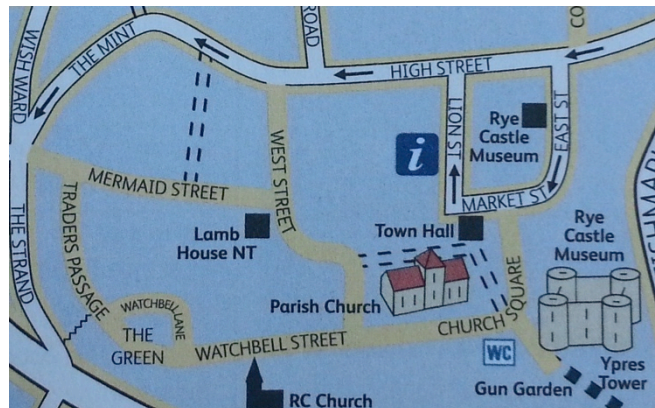 WISH WARD
THE MINT
ROAD
HIGH STREET
CO
LION ST
EAST ST
Rye
Castle
Museum
i
WEST STREET
MERMAID STREET
MARKET ST
TRADERS PASSAGE
THE STRAND
Lamb
House NT
Town Hall
Rye
Castle
Museum
Parish Church
CHURCH SQUARE
WATCHBELL LANE
THE
GREEN
WATCHBELL STREET
WC
Ypres
Tower
Gun Garden
RC Church